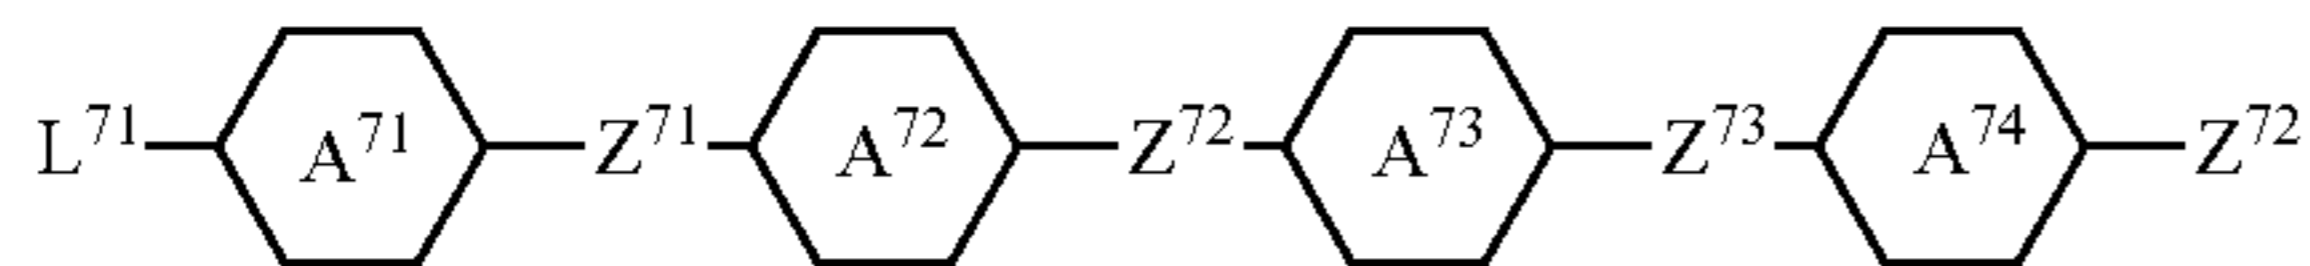 L⁷¹ A⁷¹ Z⁷¹ A⁷² Z⁷² A⁷³ Z⁷³ A⁷⁴ Z⁷²